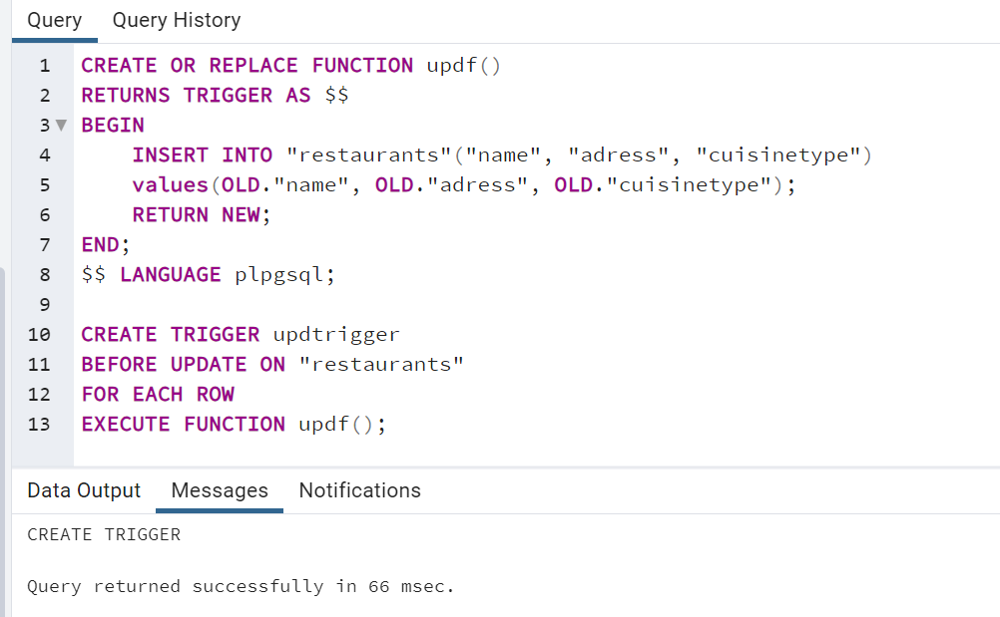 Query Query History
1 CREATE OR REPLACE FUNCTION updf()
2 RETURNS TRIGGER AS $$
3 BEGIN
4 INSERT INTO "restaurants"("name", "adress", "cuisinetype")
5 values(OLD."name", OLD."adress", OLD."cuisinetype");
6 RETURN NEW;
7 END;
8 $$ LANGUAGE plpgsql;
9
10 CREATE TRIGGER updtrigger
11 BEFORE UPDATE ON "restaurants"
12 FOR EACH ROW
13 EXECUTE FUNCTION updf();
Data Output Messages Notifications
CREATE TRIGGER
Query returned successfully in 66 msec.